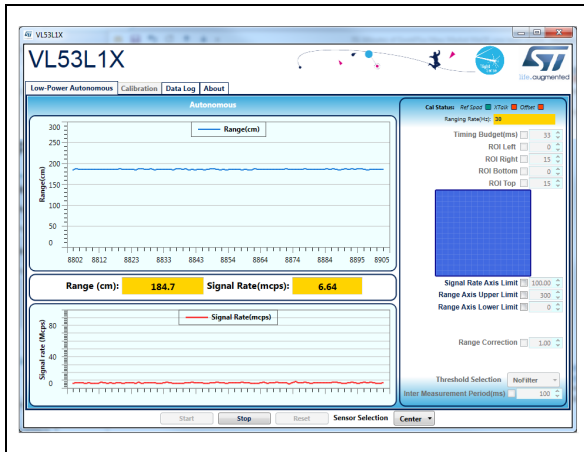 VL53L1X
VL53L1X
life.augmented
Low-Power Autonomous Calibration Data Log About
Autonomous
Range(cm)
Range(cm)
300
250
200
150
100
50
0
8802 8812 8823 8833 8843 8854 8864 8874 8884 8895 8905
Range (cm): 184.7 Signal Rate(mcps): 6.64
Signal Rate(mcps)
Signal rate (Mcps)
80
40
0
Cal Status: Ref Spad XTalk Offset
Ranging Rate(Hz): 30
Timing Budget(ms) 33
ROI Left 0
ROI Right 15
ROI Bottom 0
ROI Top 15
Signal Rate Axis Limit 100.00
Range Axis Upper Limit 300
Range Axis Lower Limit 0
Range Correction 1.00
Threshold Selection NoFilter
Inter Measurement Period(ms) 100
Start Stop Reset Sensor Selection Center